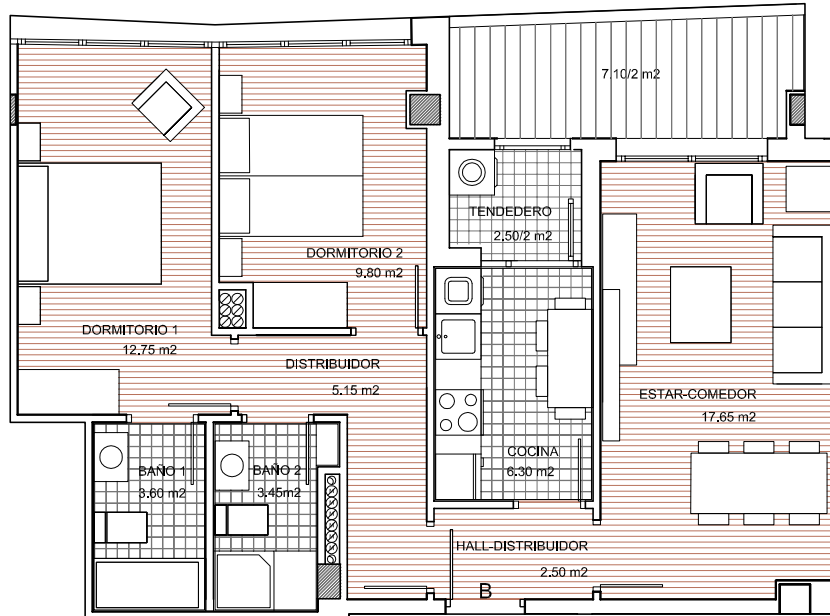 7.10/2 m2
TENDEDERO
2.50/2 m2
DORMITORIO 2
9.80 m2
DORMITORIO 1
12.75 m2
DISTRIBUIDOR
5.15 m2
ESTAR-COMEDOR
17.65 m2
COCINA
6.30 m2
BAÑO 1
3.60 m2
BAÑO 2
3.45m2
HALL-DISTRIBUIDOR
2.50 m2
B